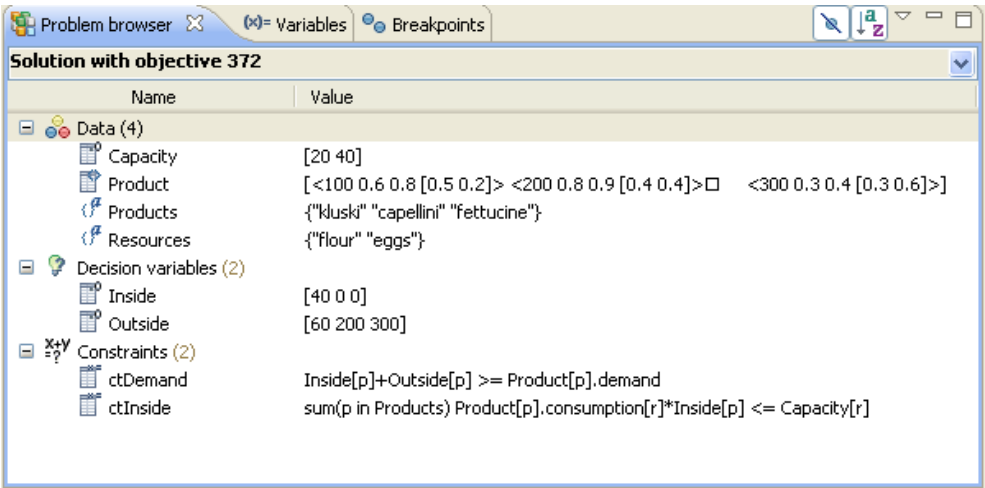 Problem browser (x)= Variables Breakpoints
Solution with objective 372
Name Value
Data (4)
Capacity [20 40]
Product [<100 0.6 0.8 [0.5 0.2]> <200 0.8 0.9 [0.4 0.4]>□ <300 0.3 0.4 [0.3 0.6]>]
Products {"kluski" "capellini" "fettucine"}
Resources {"flour" "eggs"}
Decision variables (2)
Inside [40 0 0]
Outside [60 200 300]
Constraints (2)
ctDemand Inside[p]+Outside[p] >= Product[p].demand
ctInside sum(p in Products) Product[p].consumption[r]*Inside[p] <= Capacity[r]